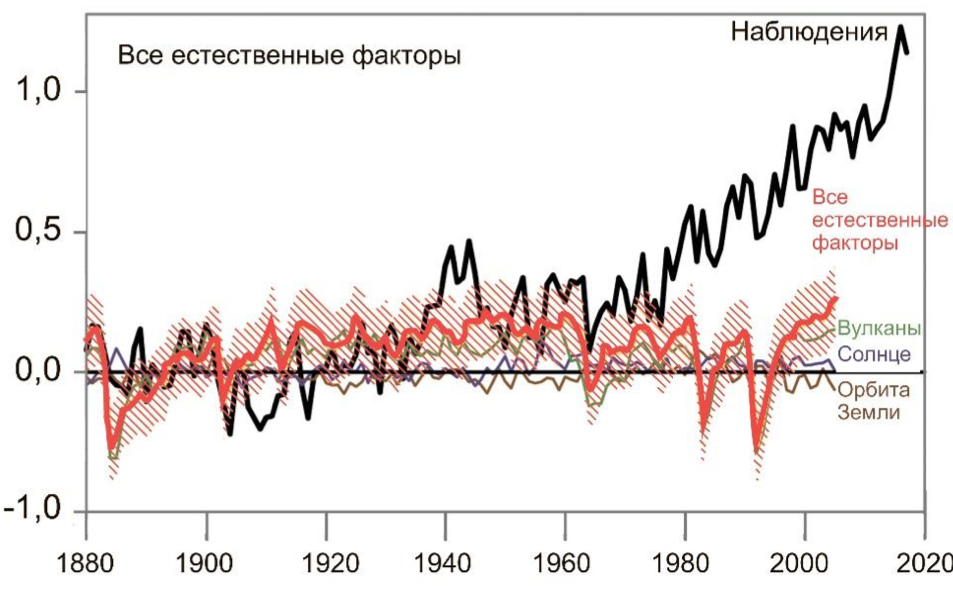 Наблюдения
Все естественные факторы
1,0
0,5
0,0
-1,0
Все
естественные
факторы
Вулканы
Солнце
Орбита
Земли
1880 1900 1920 1940 1960 1980 2000 2020